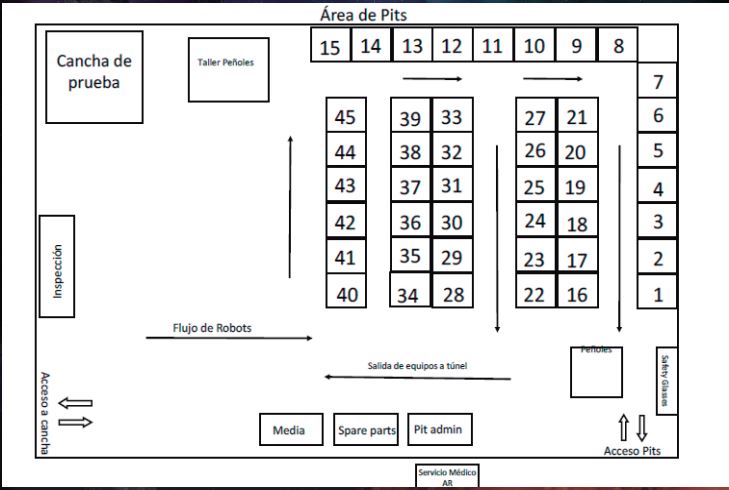 Área de Pits
Cancha de
prueba
Taller Peñoles
15 14 13 12 11 10 9 8
7
45 39 33 27 21 6
44 38 32 26 20 5
43 37 31 25 19 4
42 36 30 24 18 3
41 35 29 23 17 2
40 34 28 22 16 1
Inspección
Flujo de Robots
Peñoles
Salida de equipos a túnel
Safety Glasses
Acceso a cancha
Media
Spare parts
Pit admin
Acceso Pits
Servicio Médico
AR